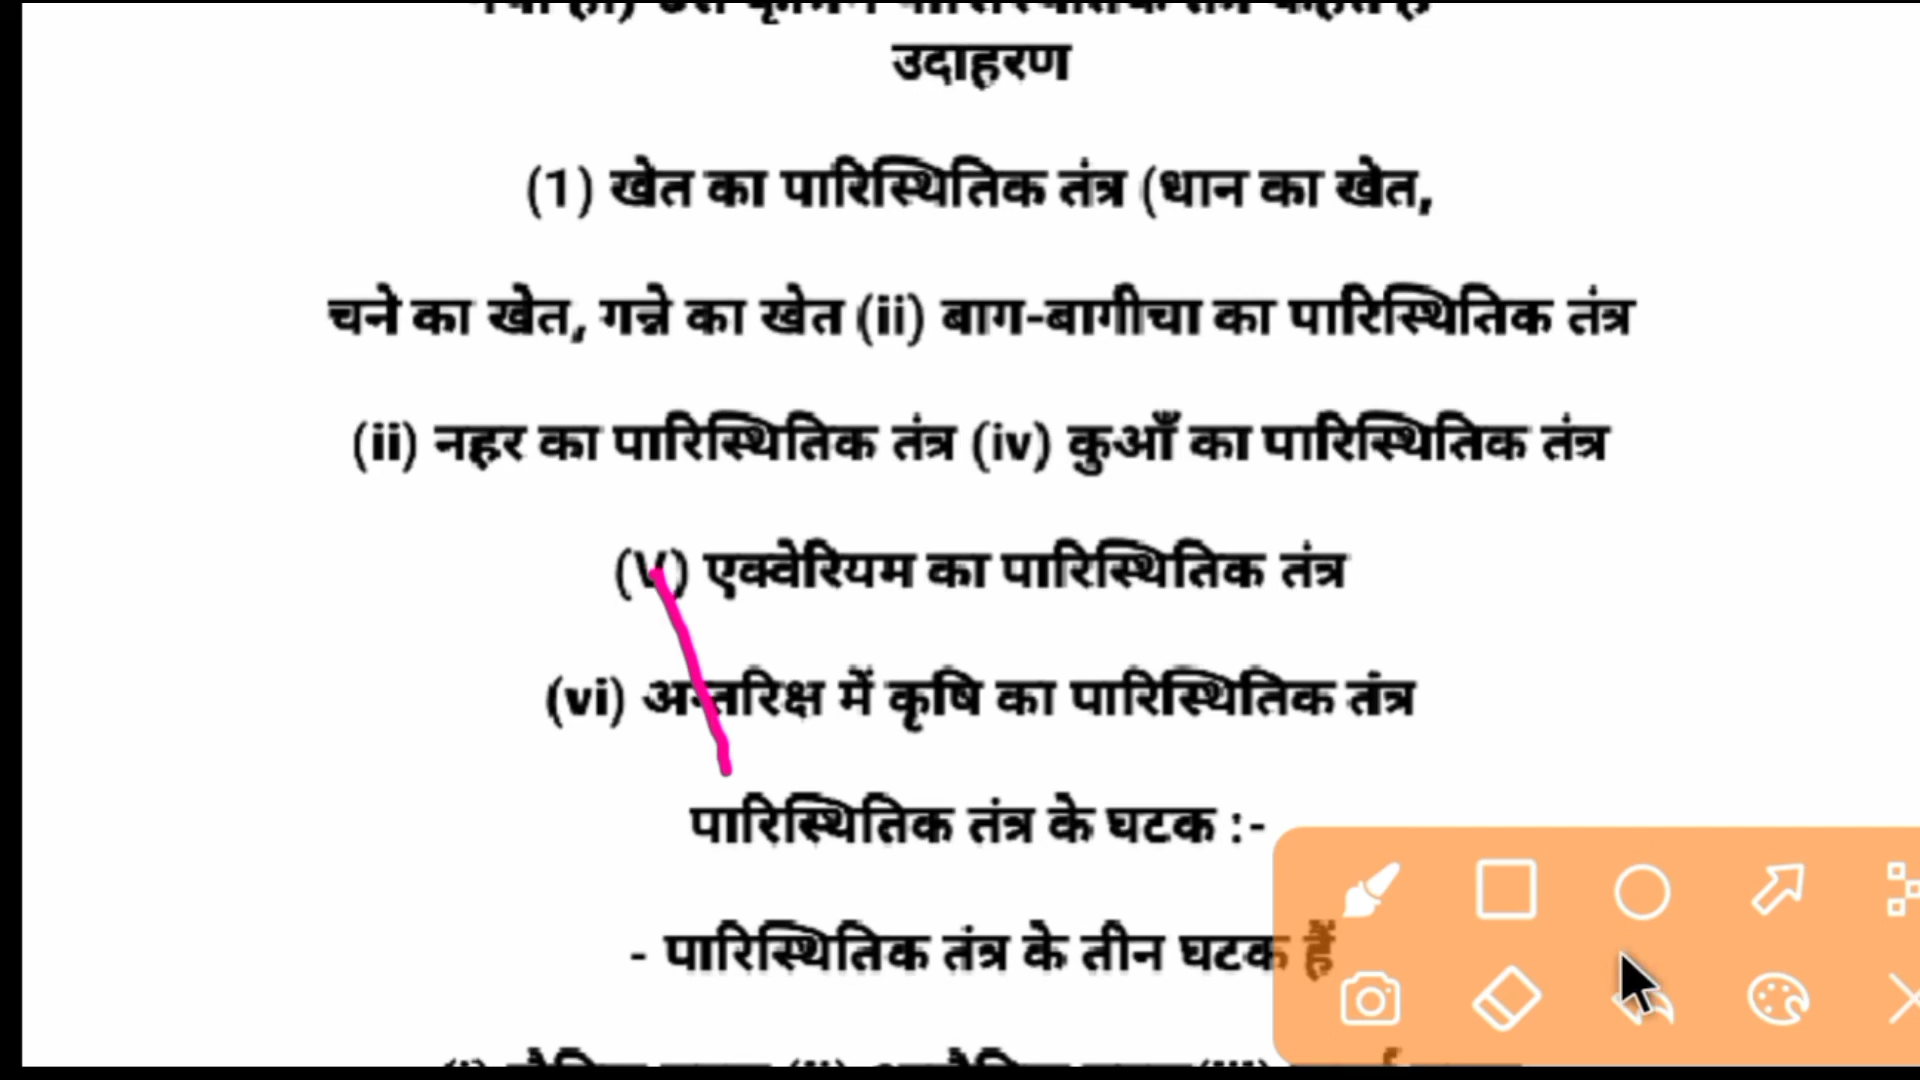 उदाहरण
(1) खेत का पारिस्थितिक तंत्र (धान का खेत,
चने का खेत, गन्ने का खेत (ii) बाग-बागीचा का पारिस्थितिक तंत्र
(ii) नहर का पारिस्थितिक तंत्र (iv) कुआँ का पारिस्थितिक तंत्र
(V) एक्वेरियम का पारिस्थितिक तंत्र
(vi) अन्तरिक्ष में कृषि का पारिस्थितिक तंत्र
पारिस्थितिक तंत्र के घटक :-
- पारिस्थितिक तंत्र के तीन घटक हैं